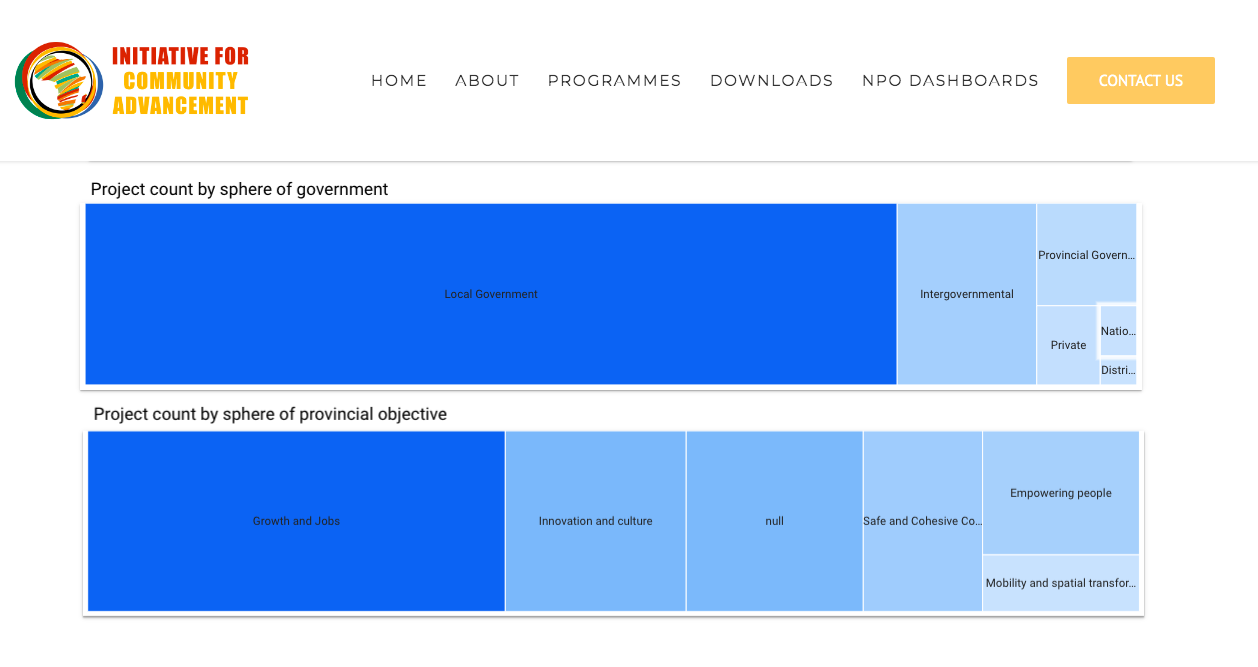 INITIATIVE FOR
COMMUNITY
ADVANCEMENT
HOME ABOUT PROGRAMMES DOWNLOADS NPO DASHBOARDS CONTACT US
Project count by sphere of government
Local Government
Intergovernmental
Provincial Govern...
Private
Natio...
Distri...
Project count by sphere of provincial objective
Growth and Jobs
Innovation and culture
null
Safe and Cohesive Co...
Empowering people
Mobility and spatial transfor...